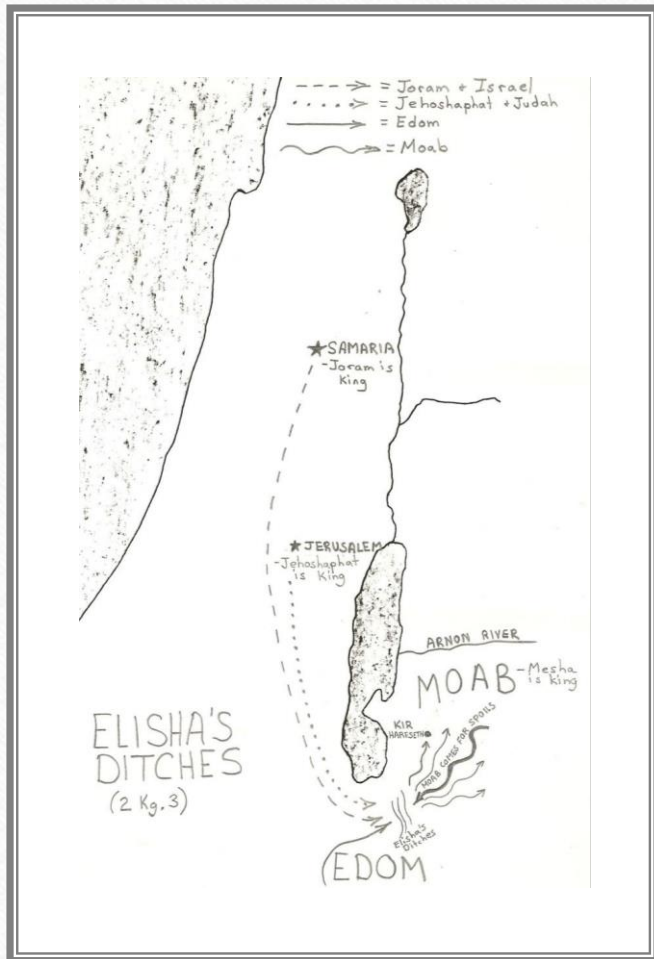 = Joram + Israel
= Jehoshaphat + Judah
= Edom
= Moab
SAMARIA
-Joram is
King
JERUSALEM
-Jehoshaphat
is King
ARNON RIVER
MOAB
-Mesha
is king
KIR
HARESETH
MOAB COMES FOR SPOILS
ELISHA'S
DITCHES
(2 Kg. 3)
Elisha's
Ditches
EDOM